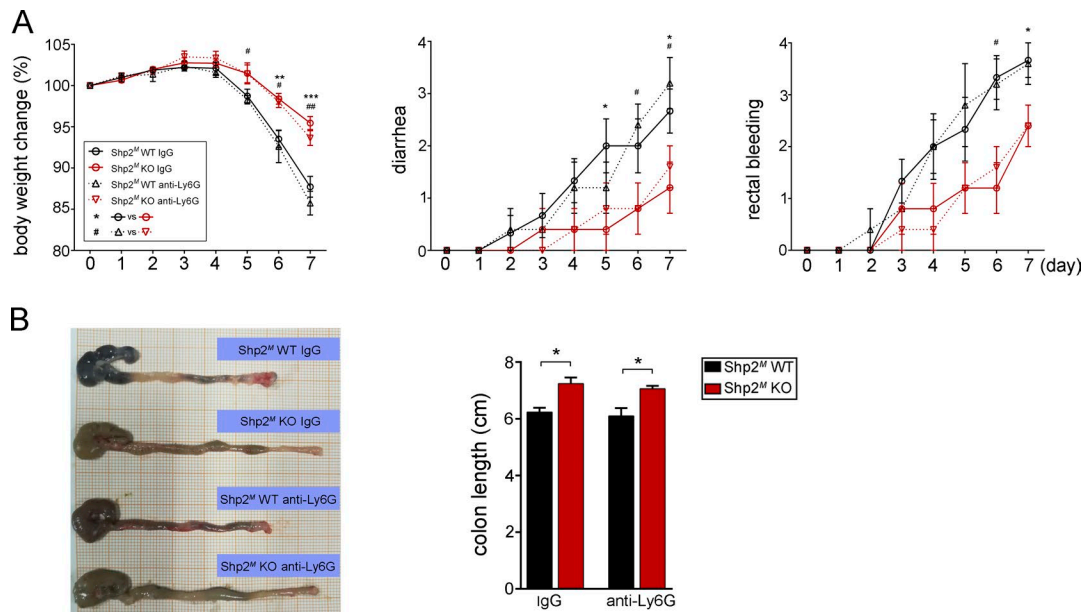 A
body weight change (%)
105
100
95
90
85
80
0 1 2 3 4 5 6 7
#
**
#
***
##
Shp2ᴹ WT IgG
Shp2ᴹ KO IgG
Shp2ᴹ WT anti-Ly6G
Shp2ᴹ KO anti-Ly6G
* vs
# vs
diarrhea
4
3
2
1
0
0 1 2 3 4 5 6 7
*
#
*
#
rectal bleeding
4
3
2
1
0
0 1 2 3 4 5 6 7 (day)
#
*
B
Shp2ᴹ WT IgG
Shp2ᴹ KO IgG
Shp2ᴹ WT anti-Ly6G
Shp2ᴹ KO anti-Ly6G
colon length (cm)
8
6
4
2
0
*
*
IgG anti-Ly6G
Shp2ᴹ WT
Shp2ᴹ KO